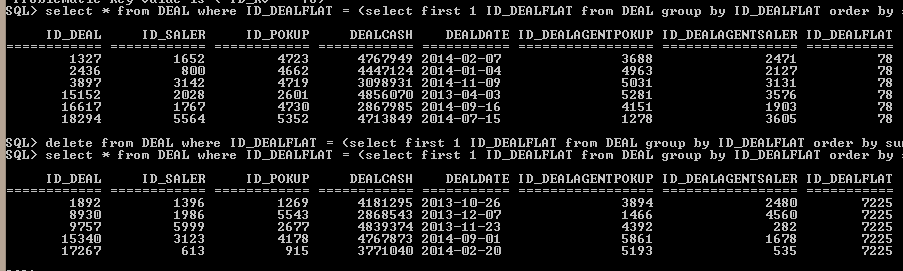 SQL> select * from DEAL where ID_DEALFLAT = (select first 1 ID_DEALFLAT from DEAL group by ID_DEALFLAT order by
ID_DEAL ID_SALER ID_POKUP DEALCASH DEALDATE ID_DEALAGENTPOKUP ID_DEALAGENTSALER ID_DEALFLAT
============ ============ ============ ============ =========== ================= ================= ============
1327 1652 4723 4767949 2014-02-07 3688 2471 78
2436 800 4662 4447124 2014-01-04 4963 2127 78
3897 3142 4719 3098931 2014-11-09 5031 3131 78
15152 2028 2601 4856070 2013-04-03 5281 3576 78
16617 1767 4730 2867985 2014-09-16 4151 1903 78
18294 5564 5352 4713849 2014-07-15 1278 3605 78
SQL> delete from DEAL where ID_DEALFLAT = (select first 1 ID_DEALFLAT from DEAL group by ID_DEALFLAT order by su
SQL> select * from DEAL where ID_DEALFLAT = (select first 1 ID_DEALFLAT from DEAL group by ID_DEALFLAT order by
ID_DEAL ID_SALER ID_POKUP DEALCASH DEALDATE ID_DEALAGENTPOKUP ID_DEALAGENTSALER ID_DEALFLAT
============ ============ ============ ============ =========== ================= ================= ============
1892 1396 1269 4181295 2013-10-26 3894 2480 7225
8930 1986 5543 2868543 2013-12-07 1466 4560 7225
9757 5999 2677 4839374 2013-11-23 4392 282 7225
15340 3123 4178 4767873 2014-09-01 5861 1678 7225
17267 613 915 3771040 2014-02-20 5193 535 7225